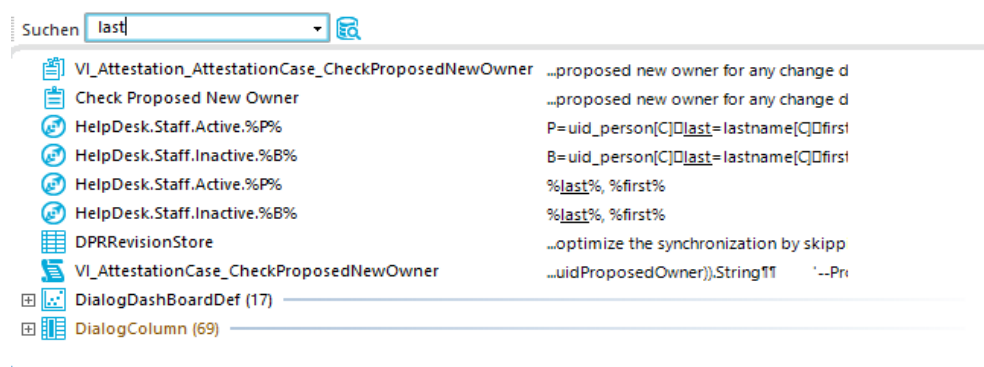 Suchen last
VI_Attestation_AttestationCase_CheckProposedNewOwner ...proposed new owner for any change d
Check Proposed New Owner ...proposed new owner for any change d
HelpDesk.Staff.Active.%P% P=uid_person[C]▯last=lastname[C]▯first
HelpDesk.Staff.Inactive.%B% B=uid_person[C]▯last=lastname[C]▯first
HelpDesk.Staff.Active.%P% %last%, %first%
HelpDesk.Staff.Inactive.%B% %last%, %first%
DPRRevisionStore ...optimize the synchronization by skipp
VI_AttestationCase_CheckProposedNewOwner ...uidProposedOwner)).String¶¶ '--Pro
DialogDashBoardDef (17)
DialogColumn (69)